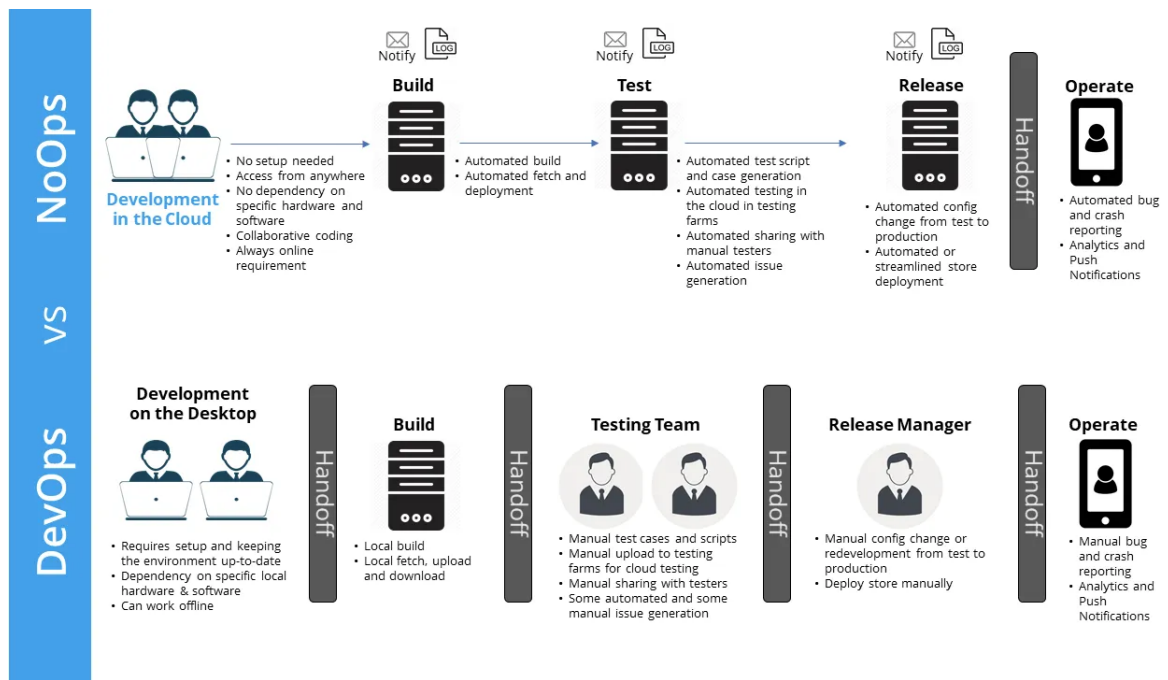 NoOps
vs
DevOps
Notify
LOG
Build
Notify
LOG
Test
Notify
LOG
Release
Handoff
Operate
Development
in the Cloud
• No setup needed
• Access from anywhere
• No dependency on
specific hardware and
software
• Collaborative coding
• Always online
requirement
• Automated build
• Automated fetch and
deployment
• Automated test script
and case generation
• Automated testing in
the cloud in testing
farms
• Automated sharing with
manual testers
• Automated issue
generation
• Automated config
change from test to
production
• Automated or
streamlined store
deployment
• Automated bug
and crash
reporting
• Analytics and
Push
Notifications
Development
on the Desktop
• Requires setup and keeping
the environment up-to-date
• Dependency on specific local
hardware & software
• Can work offline
Handoff
Build
• Local build
• Local fetch, upload
and download
Handoff
Testing Team
• Manual test cases and scripts
• Manual upload to testing
farms for cloud testing
• Manual sharing with testers
• Some automated and some
manual issue generation
Handoff
Release Manager
• Manual config change or
redevelopment from test to
production
• Deploy store manually
Handoff
Operate
• Manual bug
and crash
reporting
• Analytics and
Push
Notifications